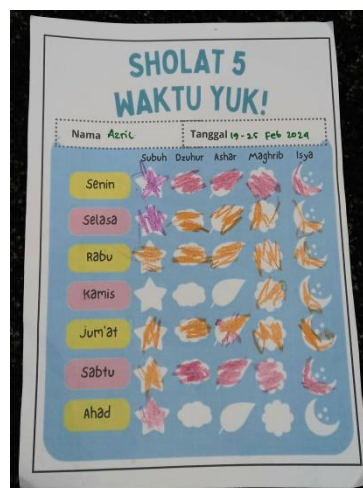 SHOLAT 5
WAKTU YUK!
Nama Azril Tanggal 19 - 25 Feb 2024
Subuh Dzuhur Ashar Maghrib Isya
Senin
Selasa
Rabu
Kamis
Jum'at
Sabtu
Ahad